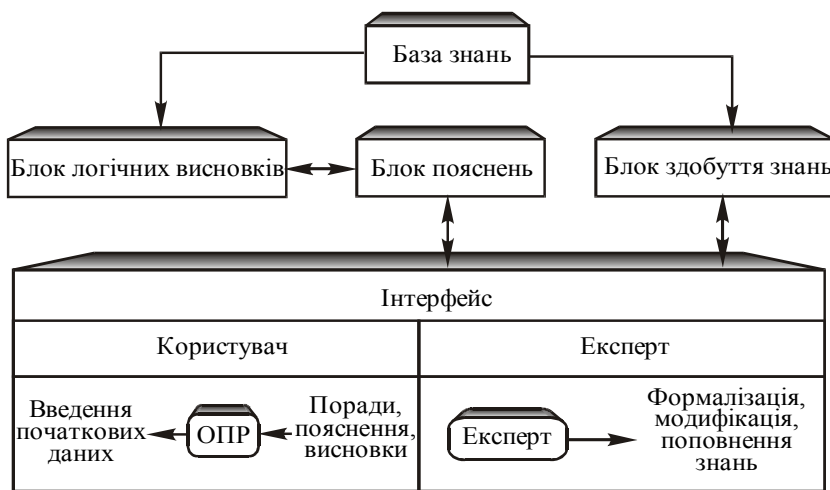 База знань
Блок логічних висновків
Блок пояснень
Блок здобуття знань
Інтерфейс
Користувач
Експерт
Введення
початкових
даних
ОПР
Поради,
пояснення,
висновки
Експерт
Формалізація,
модифікація,
поповнення
знань